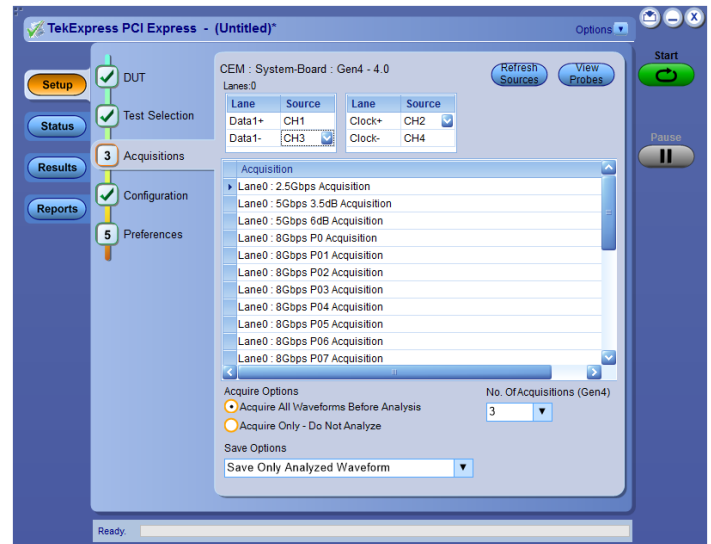 TekExpress PCI Express - (Untitled)*
Options
Start
Pause
Setup
Status
Results
Reports
DUT
Test Selection
3 Acquisitions
Configuration
5 Preferences
CEM : System-Board : Gen4 - 4.0
Lanes:0
Refresh Sources
View Probes
Lane Source Lane Source
Data1+ CH1 Clock+ CH2
Data1- CH3 Clock- CH4
Acquisition
Lane0 : 2.5Gbps Acquisition
Lane0 : 5Gbps 3.5dB Acquisition
Lane0 : 5Gbps 6dB Acquisition
Lane0 : 8Gbps P0 Acquisition
Lane0 : 8Gbps P01 Acquisition
Lane0 : 8Gbps P02 Acquisition
Lane0 : 8Gbps P03 Acquisition
Lane0 : 8Gbps P04 Acquisition
Lane0 : 8Gbps P05 Acquisition
Lane0 : 8Gbps P06 Acquisition
Lane0 : 8Gbps P07 Acquisition
Acquire Options
Acquire All Waveforms Before Analysis
Acquire Only - Do Not Analyze
No. Of Acquisitions (Gen4)
3
Save Options
Save Only Analyzed Waveform
Ready.